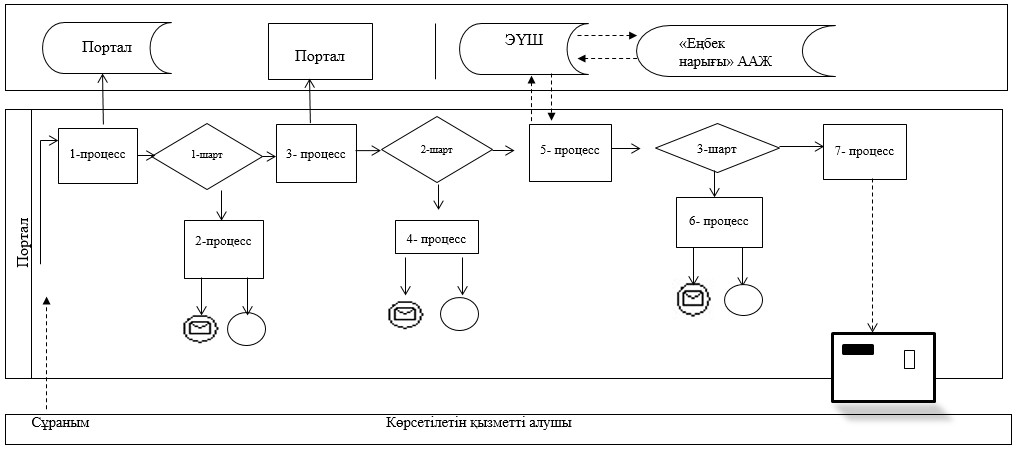 Портал
Портал
ЭҮШ
«Еңбек
нарығы» ААЖ
Портал
1-процесс
1-шарт
3- процесс
2-шарт
5- процесс
3-шарт
7- процесс
2-процесс
4- процесс
6- процесс
Сұраным
Көрсетілетін қызметті алушы